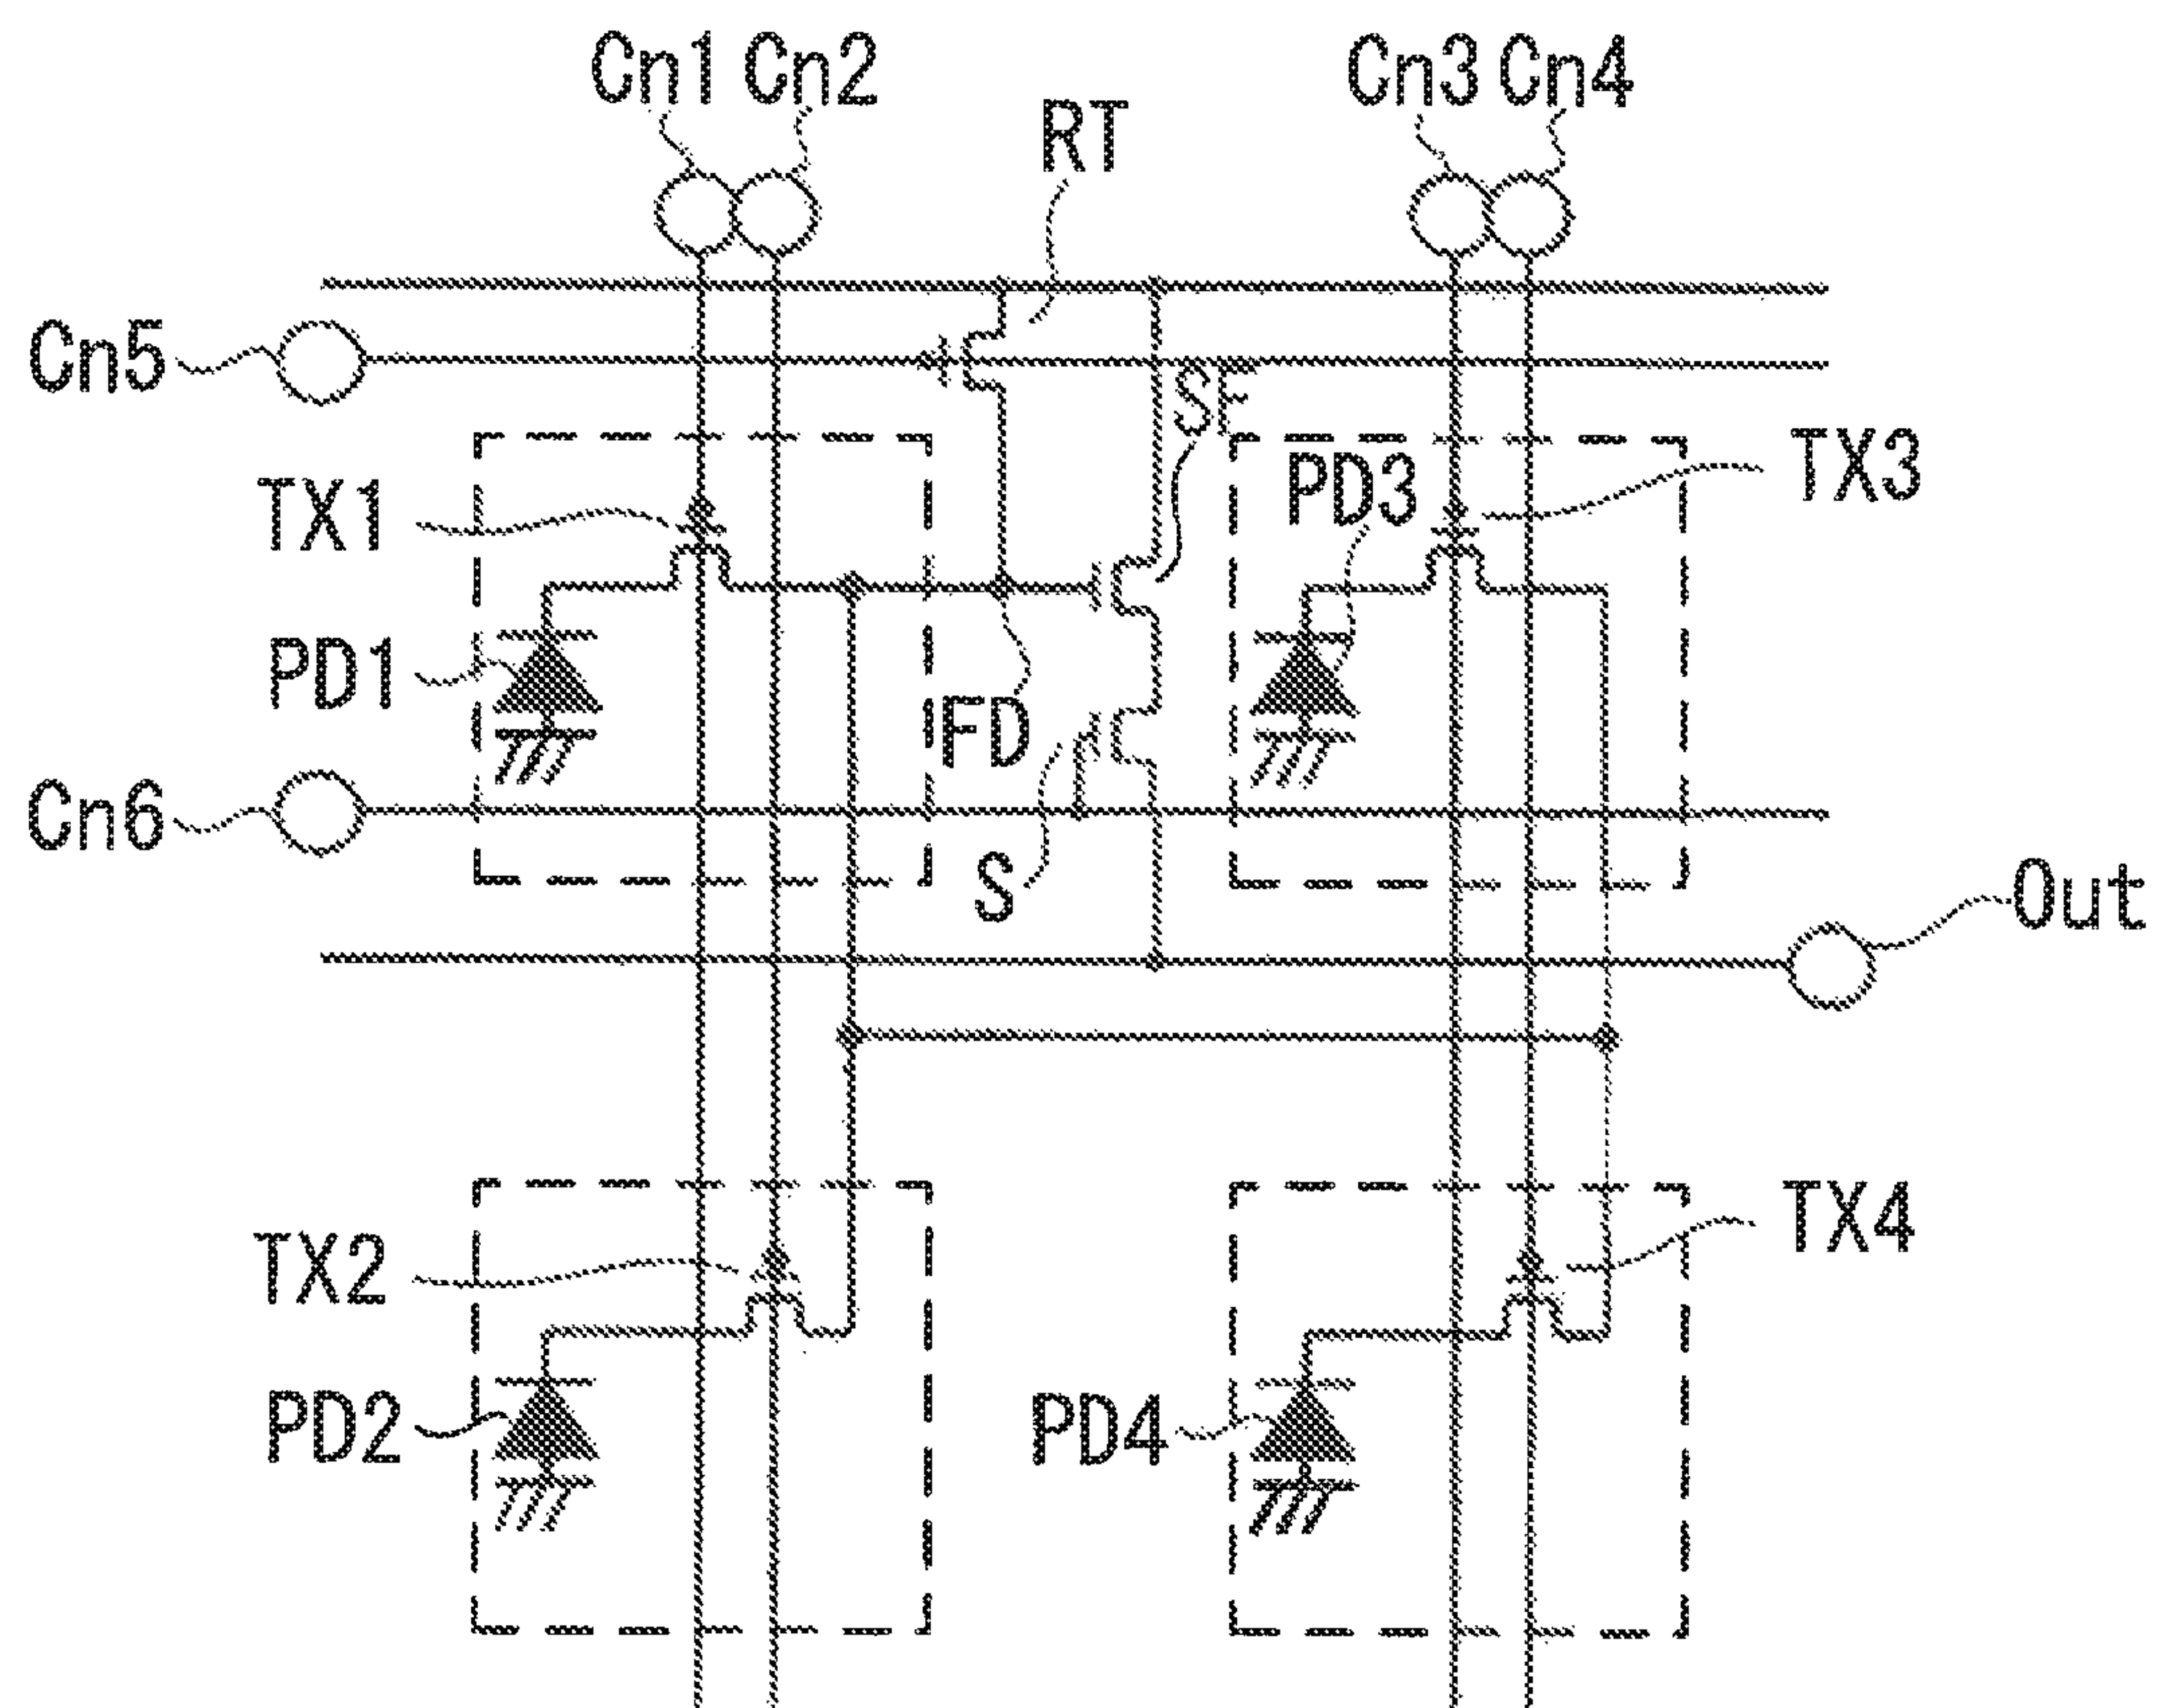 Cn1 Cn2
Cn3 Cn4
RT
Cn5
SF
TX1
PD3
TX3
PD1
FD
Cn6
S
Out
TX2
TX4
PD2
PD4